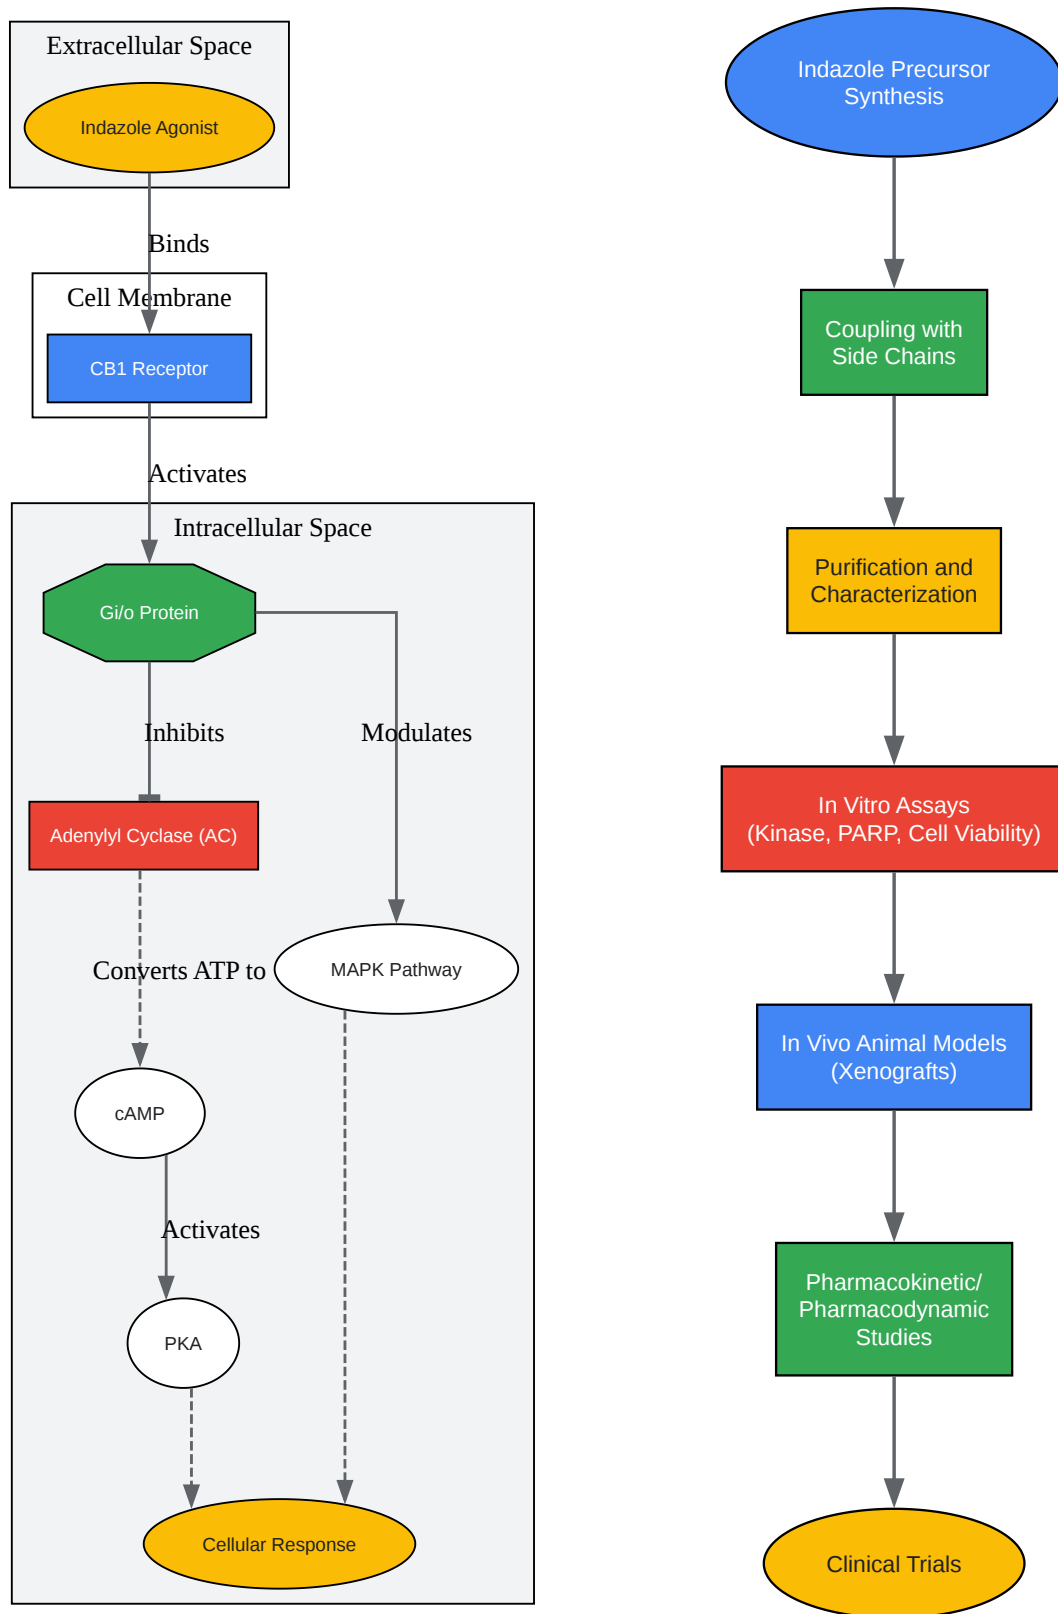 Extracellular Space
Indazole Agonist
Binds
Cell Membrane
CB1 Receptor
Activates
Intracellular Space
Gi/o Protein
Inhibits
Modulates
Adenylyl Cyclase (AC)
Converts ATP to
MAPK Pathway
cAMP
Activates
PKA
Cellular Response
Indazole Precursor
Synthesis
Coupling with
Side Chains
Purification and
Characterization
In Vitro Assays
(Kinase, PARP, Cell Viability)
In Vivo Animal Models
(Xenografts)
Pharmacokinetic/
Pharmacodynamic
Studies
Clinical Trials